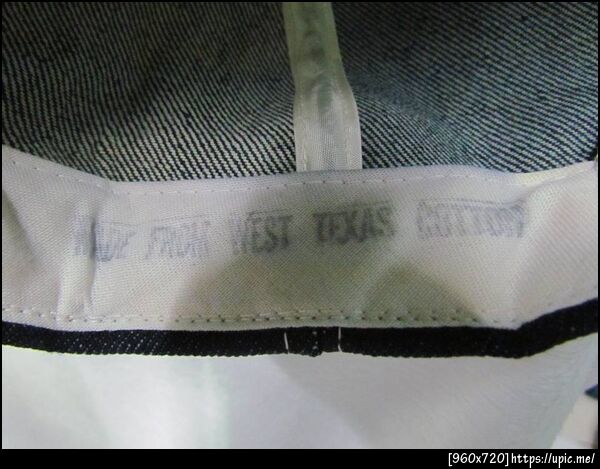 MADE FROM WEST TEXAS COTTON
[960x720]https://upic.me/